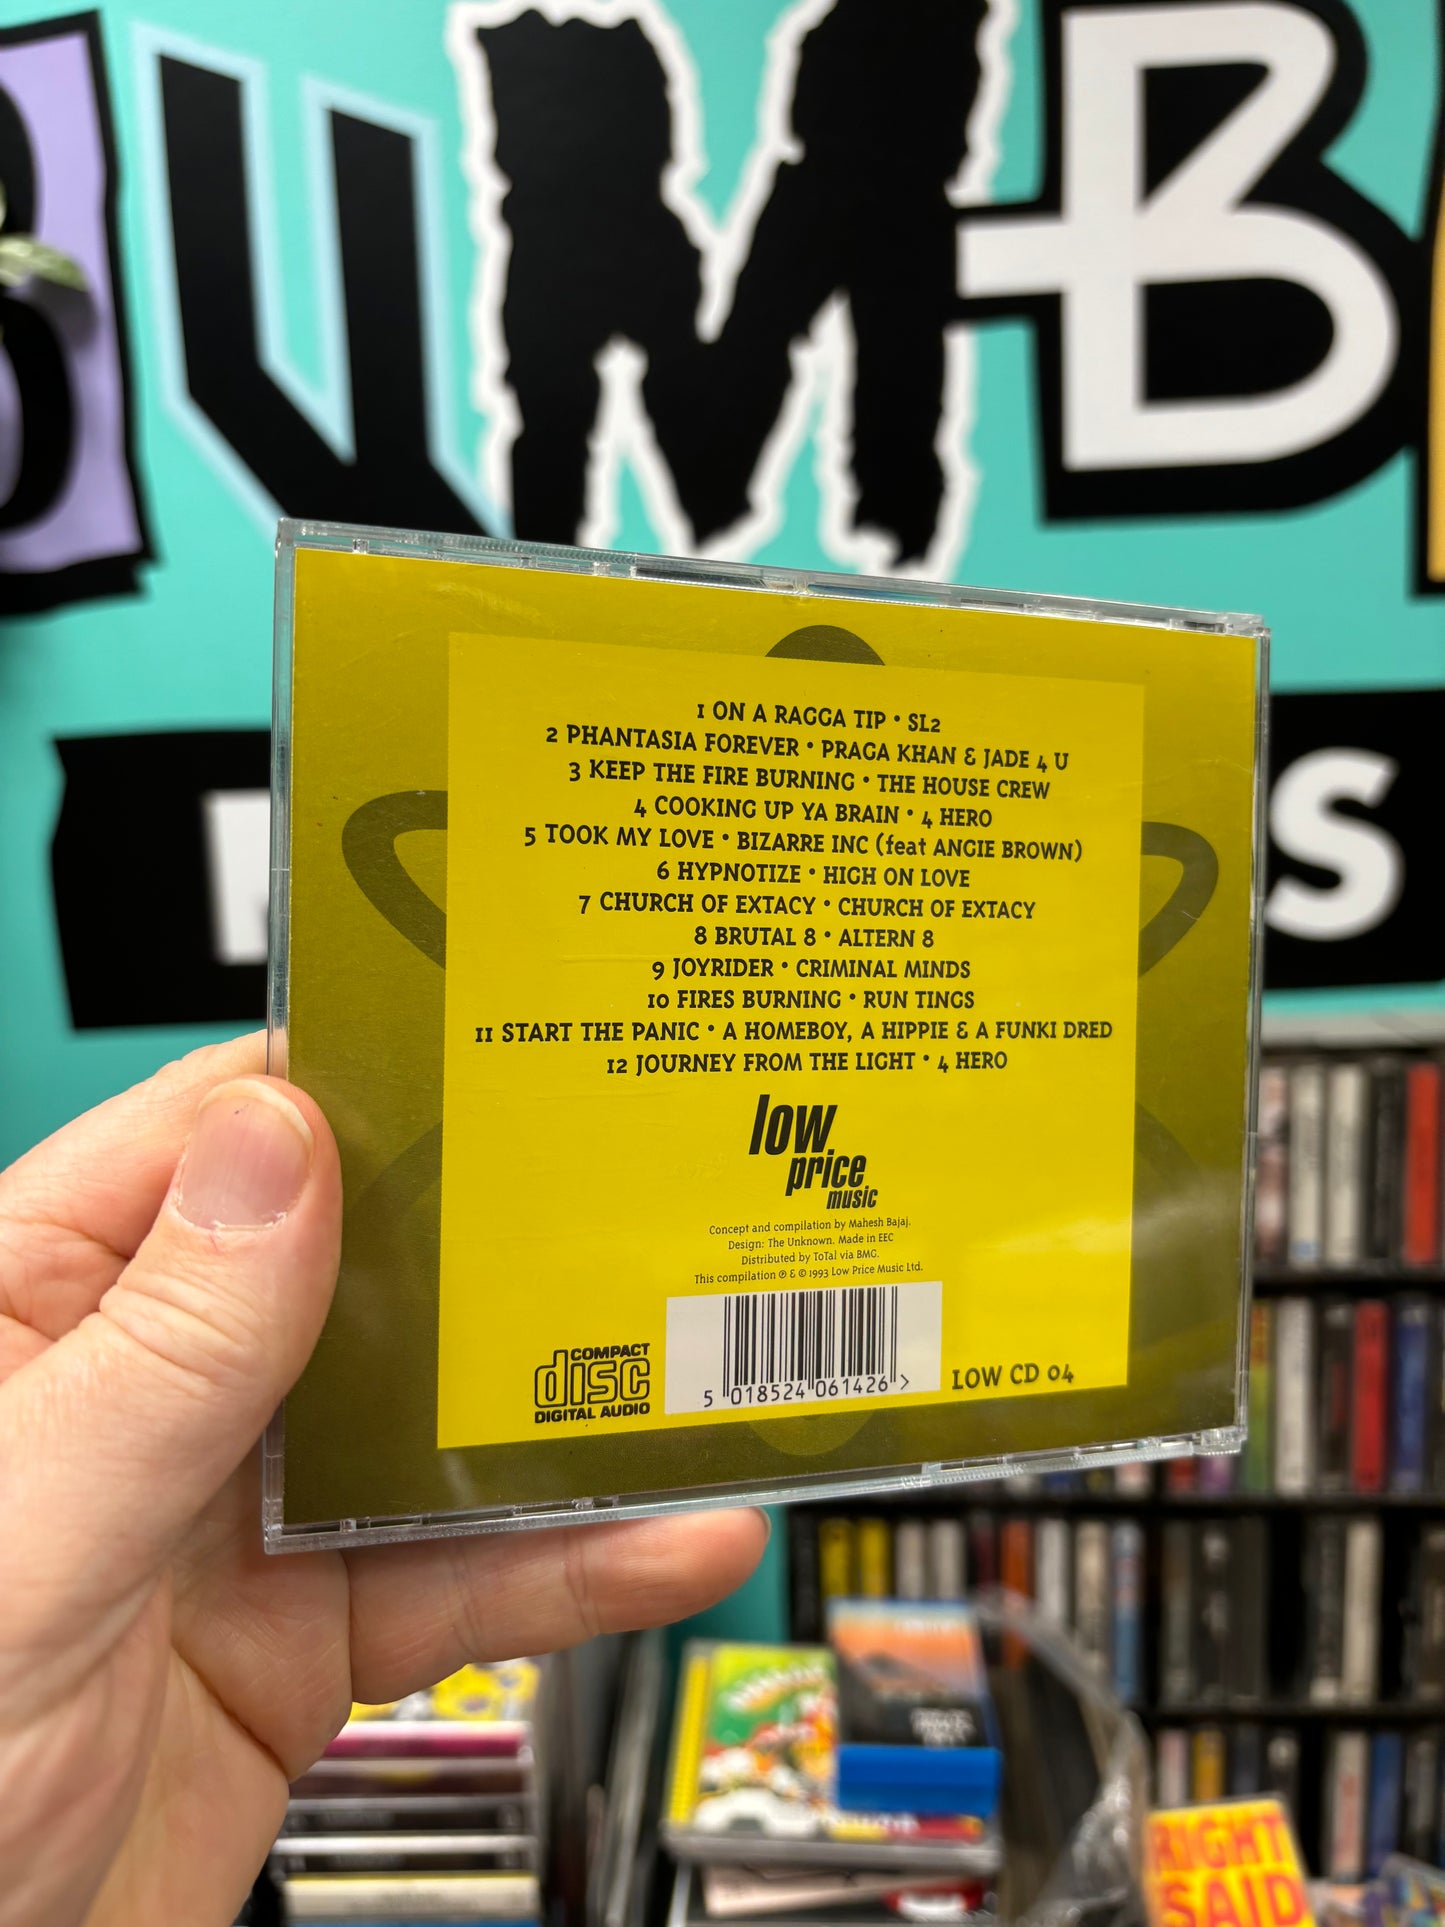 UMB
S
1 ON A RAGGA TIP • SL2
2 PHANTASIA FOREVER • PRAGA KHAN & JADE 4 U
3 KEEP THE FIRE BURNING • THE HOUSE CREW
4 COOKING UP YA BRAIN • 4 HERO
5 TOOK MY LOVE • BIZARRE INC (feat ANGIE BROWN)
6 HYPNOTIZE • HIGH ON LOVE
7 CHURCH OF EXTACY • CHURCH OF EXTACY
8 BRUTAL 8 • ALTERN 8
9 JOYRIDER • CRIMINAL MINDS
10 FIRES BURNING • RUN TINGS
11 START THE PANIC • A HOMEBOY, A HIPPIE & A FUNKI DRED
12 JOURNEY FROM THE LIGHT • 4 HERO
low
price
music
Concept and compilation by Mahesh Bajaj.
Design: The Unknown. Made in EEC
Distributed by ToTal via BMG.
This compilation ℗ & © 1993 Low Price Music Ltd.
COMPACT
disc
DIGITAL AUDIO
5 018524 061426 >
LOW CD 04
RIGHT
SAID